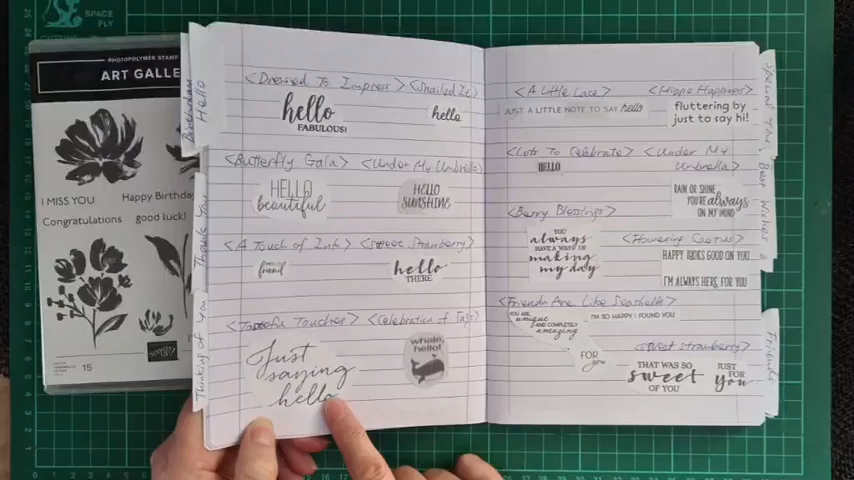 SPACE
FLY
PHOTOPOLYMER STAMP
ART GALLE
I MISS YOU
Happy Birthday
Congratulations
good luck!
15
STAMPIN' UP!
Birthday
Hello
Thank You
Thinking of You
<Dressed To Impress> <Snailed It>
hello
FABULOUS!
hello
<Butterfly Gala> <Under My Umbrella>
HELLO
beautiful
HELLO
SUNSHINE
<A Touch of Ink> <Sweet Strawberry>
friend
hello
THERE
<Tasteful Touches> <Celebration of Tags>
Just
saying
hello
whale,
hello!
<A Little Lace> <Hippo Happiness>
JUST A LITTLE NOTE TO SAY hello
fluttering by
just to say hi!
<Lots To Celebrate> <Under My
Umbrella>
HELLO
RAIN OR SHINE,
YOU'RE always
ON MY MIND
<Berry Blessings>
YOU
always
HAVE A WAY OF
making
my day
<Flowering Cactus>
HAPPY LOOKS GOOD ON YOU
I'M ALWAYS HERE FOR YOU
<Friends Are Like Seashells>
YOU ARE
unique
AND COMPLETELY
amazing
I'M SO HAPPY I FOUND YOU
<Sweet Strawberry>
FOR
you
THAT WAS SO
sweet
OF YOU
JUST
FOR
you
Special You
Best Wishes
Friends